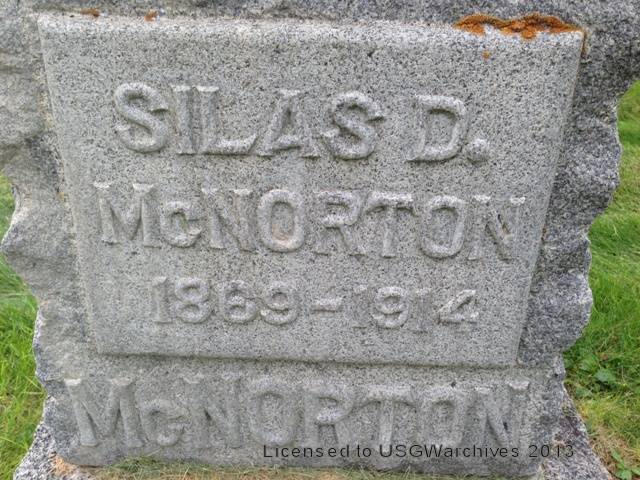 SILAS D.
McNORTON
1869-1914
McNORTON
Licensed to USGWarchives 2013